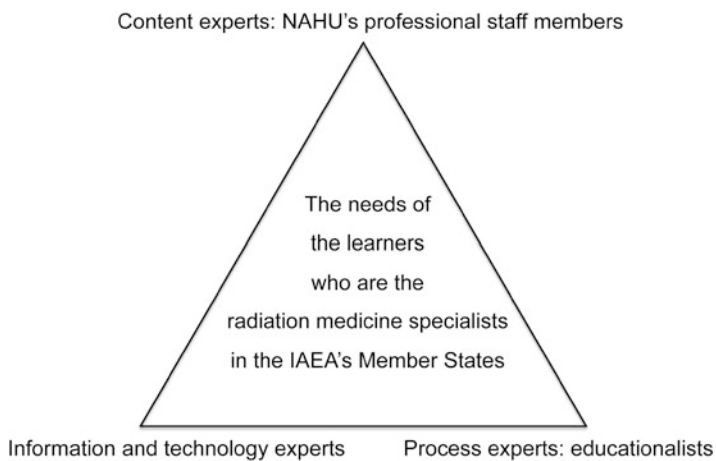 Content experts: NAHU's professional staff members
The needs of
the learners
who are the
radiation medicine specialists
in the IAEA's Member States
Information and technology experts
Process experts: educationalists